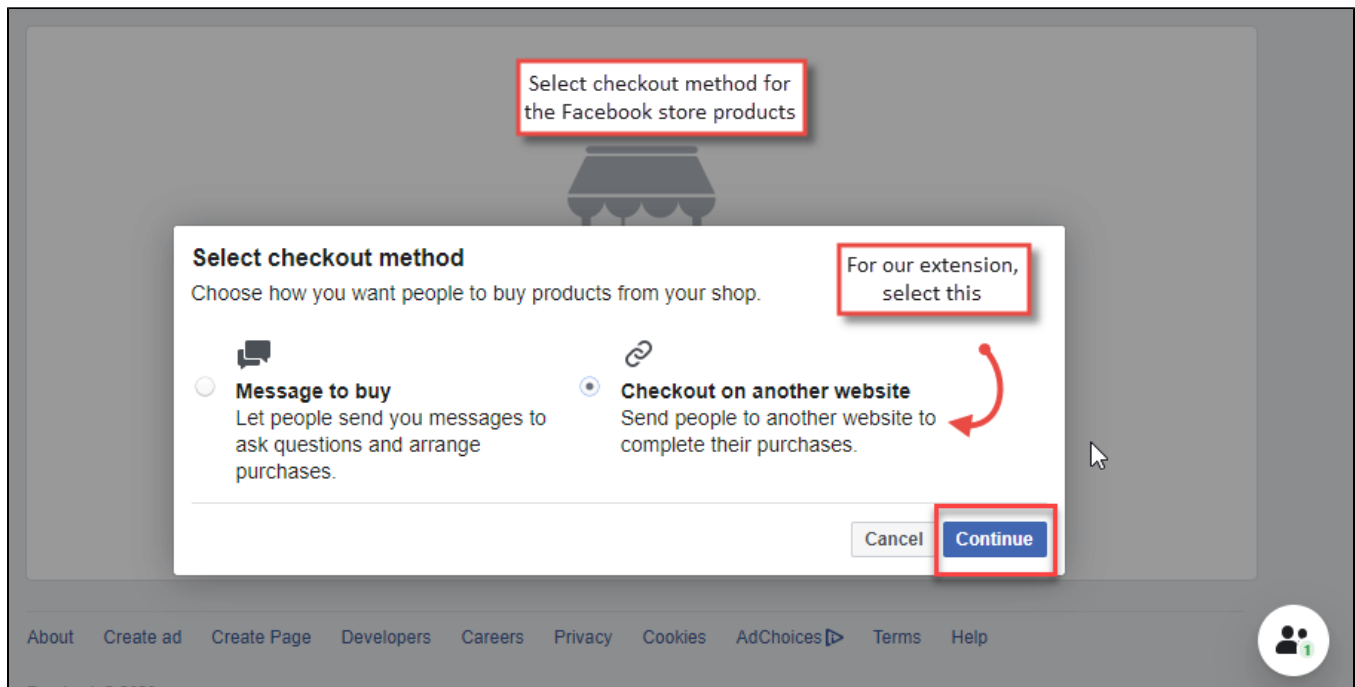 Select checkout method for
the Facebook store products
Select checkout method
Choose how you want people to buy products from your shop.
For our extension,
select this
Message to buy
Let people send you messages to
ask questions and arrange
purchases.
Checkout on another website
Send people to another website to
complete their purchases.
Cancel Continue
About Create ad Create Page Developers Careers Privacy Cookies AdChoices Terms Help
1